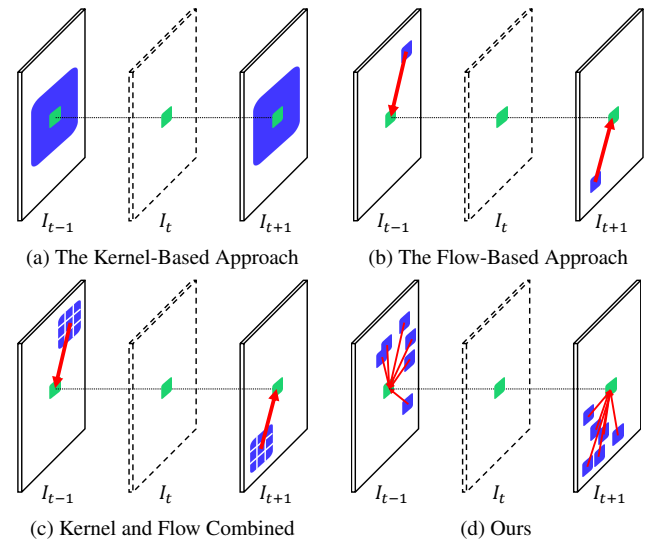 I_{t-1} I_t I_{t+1} I_{t-1} I_t I_{t+1}
(a) The Kernel-Based Approach (b) The Flow-Based Approach
I_{t-1} I_t I_{t+1} I_{t-1} I_t I_{t+1}
(c) Kernel and Flow Combined (d) Ours